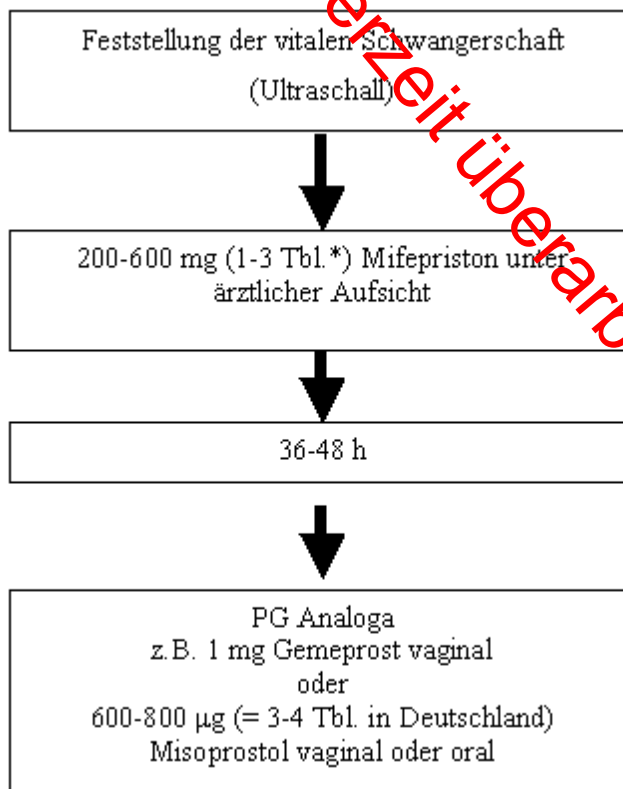 Feststellung der vitalen Schwangerschaft
(Ultraschall)
200-600 mg (1-3 Tbl.*) Mifepriston unter
ärztlicher Aufsicht
36-48 h
PG Analoga
z.B. 1 mg Gemeprost vaginal
oder
600-800 µg (= 3-4 Tbl. in Deutschland)
Misoprostol vaginal oder oral
überarb